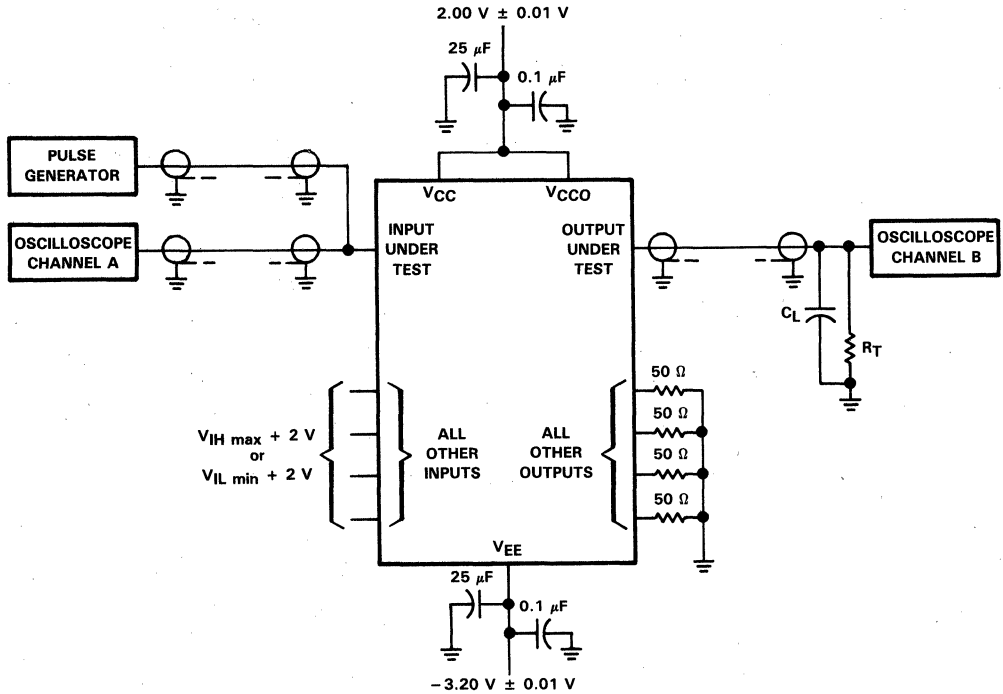 2.00 V ± 0.01 V
25 μF
0.1 μF
PULSE
GENERATOR
OSCILLOSCOPE
CHANNEL A
VCC
VCCO
INPUT
UNDER
TEST
OUTPUT
UNDER
TEST
OSCILLOSCOPE
CHANNEL B
CL
RT
VIH max + 2 V
or
VIL min + 2 V
ALL
OTHER
INPUTS
ALL
OTHER
OUTPUTS
50 Ω
50 Ω
50 Ω
50 Ω
VEE
25 μF
0.1 μF
−3.20 V ± 0.01 V